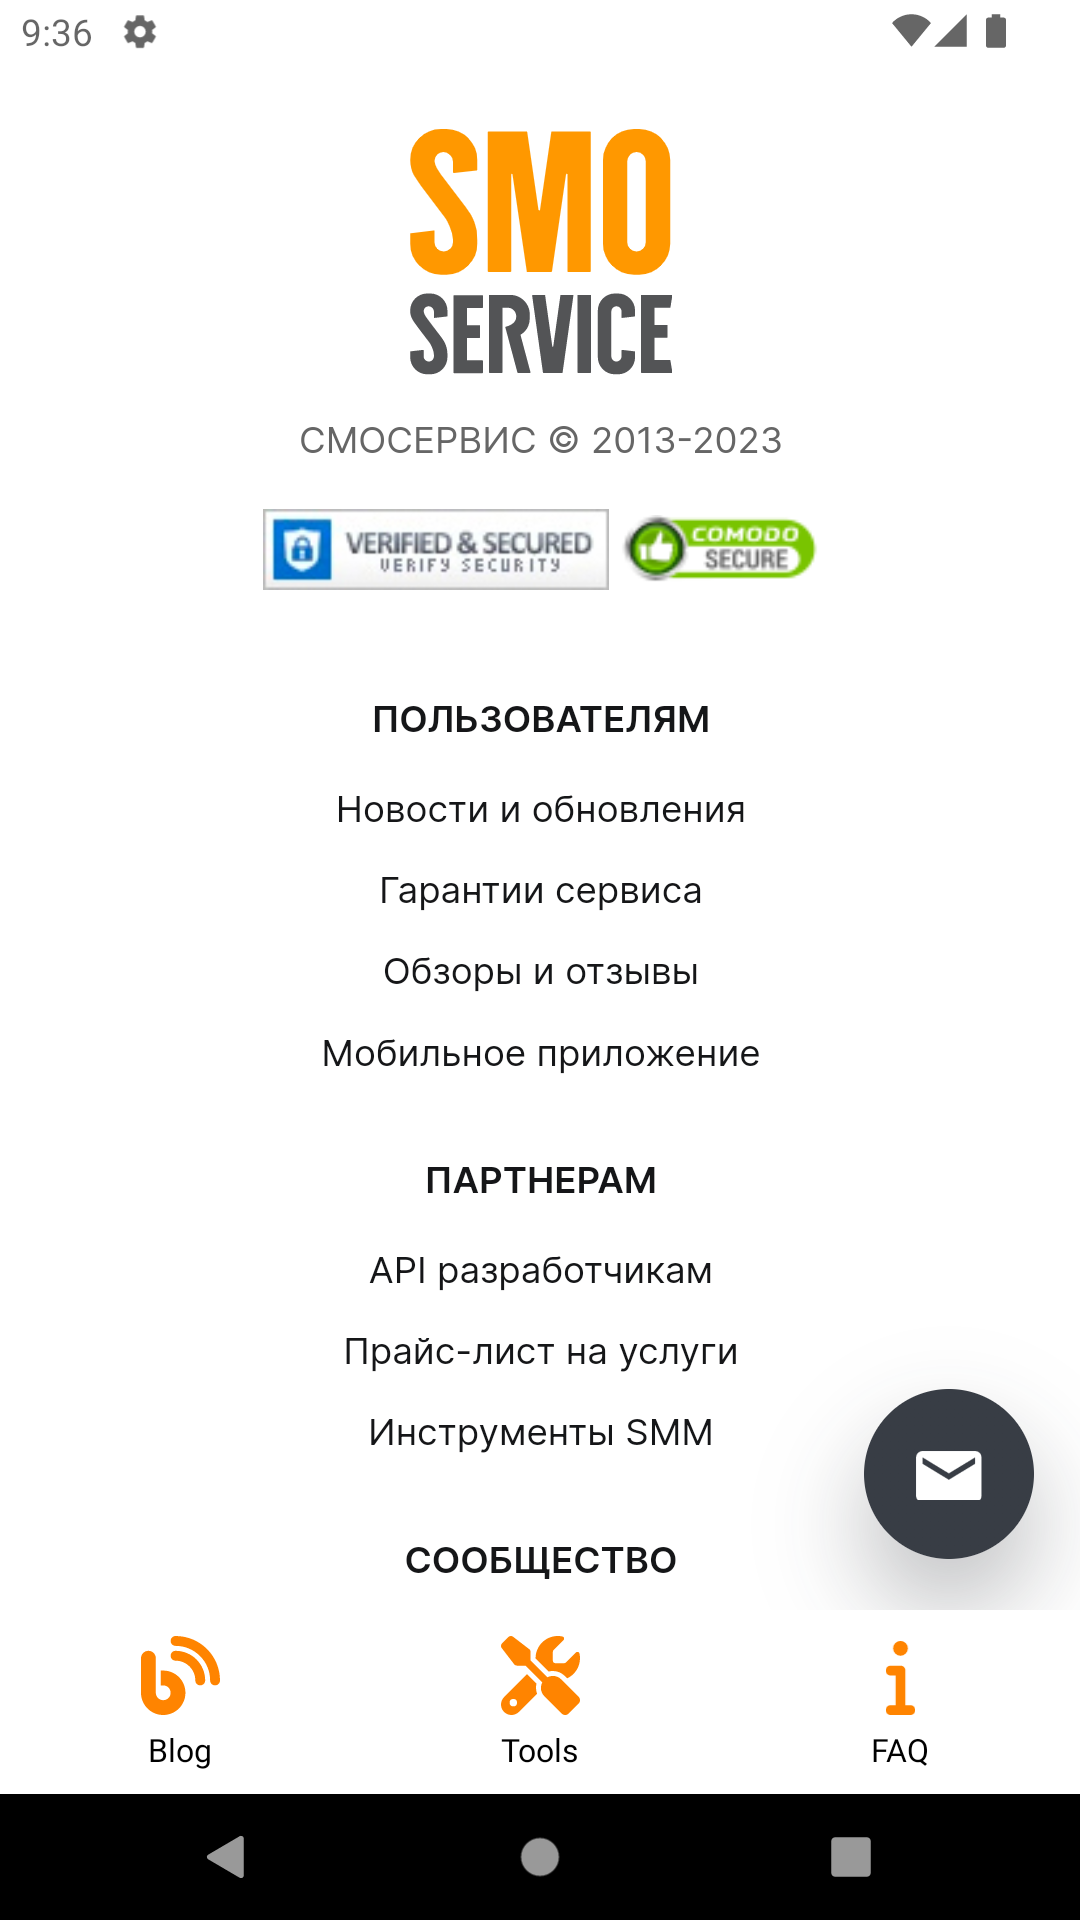 9:36
SMO
SERVICE
СМОСЕРВИС © 2013-2023
VERIFIED & SECURED
VERIFY SECURITY
COMODO
SECURE
ПОЛЬЗОВАТЕЛЯМ
Новости и обновления
Гарантии сервиса
Обзоры и отзывы
Мобильное приложение
ПАРТНЕРАМ
API разработчикам
Прайс-лист на услуги
Инструменты SMM
СООБЩЕСТВО
Blog
Tools
FAQ